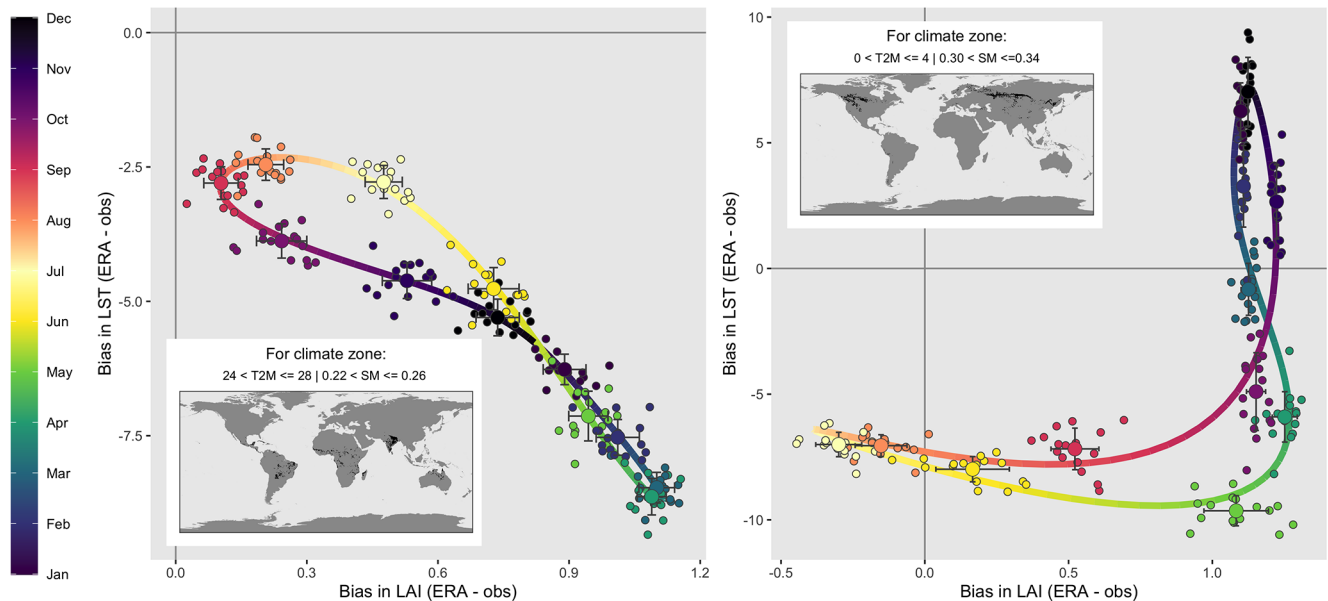 Dec
Nov
Oct
Sep
Aug
Jul
Jun
May
Apr
Mar
Feb
Jan
Bias in LST (ERA - obs)
0.0
-2.5
-5.0
-7.5
For climate zone:
24 < T2M <= 28 | 0.22 < SM <= 0.26
0.0
0.3
0.6
0.9
1.2
Bias in LAI (ERA - obs)
Bias in LST (ERA - obs)
10
5
0
-5
-10
For climate zone:
0 < T2M <= 4 | 0.30 < SM <=0.34
-0.5
0.0
0.5
1.0
Bias in LAI (ERA - obs)